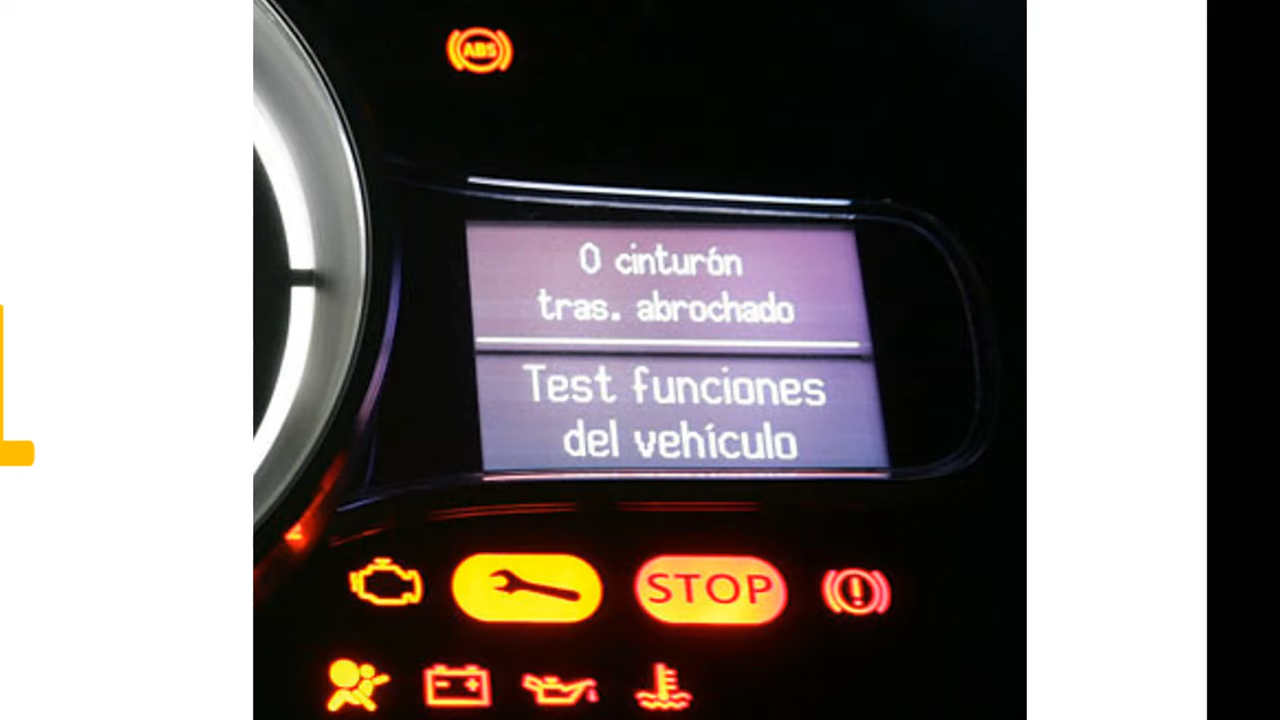 ABS
0 cinturón
tras. abrochado
Test funciones
del vehículo
STOP